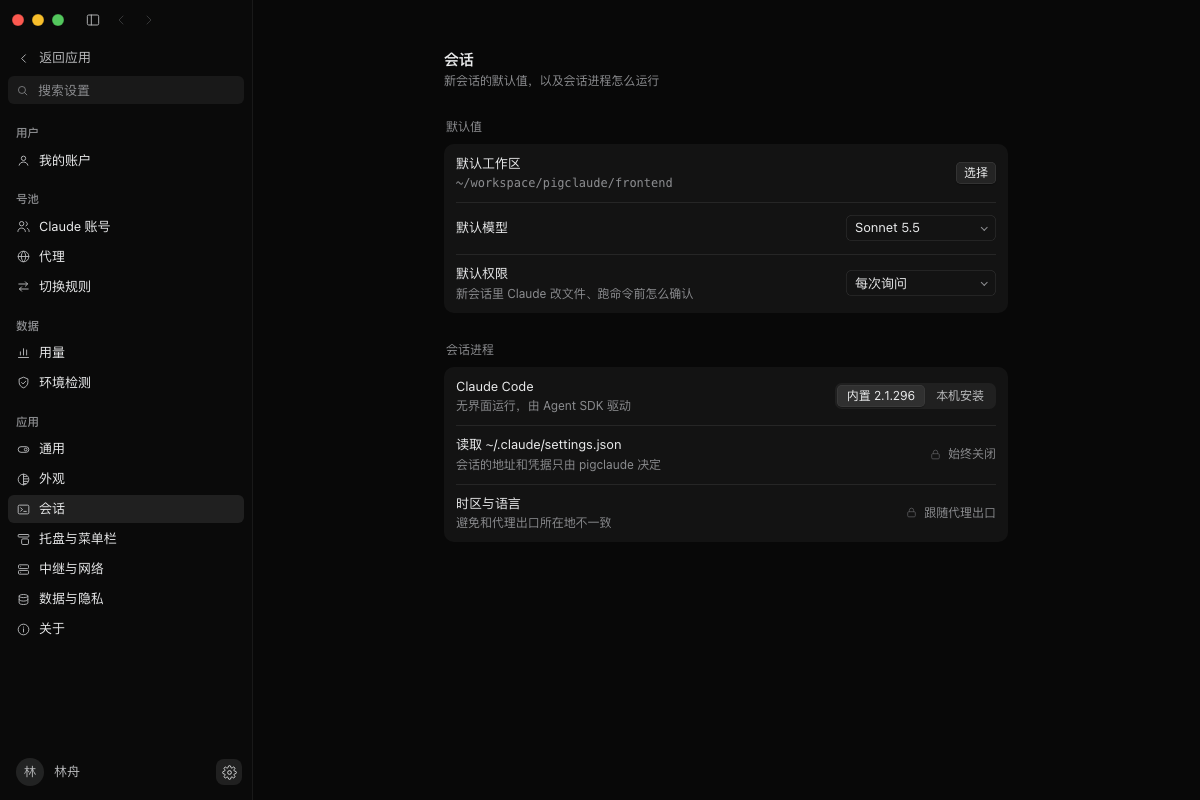 返回应用
搜索设置
用户
我的账户
号池
Claude 账号
代理
切换规则
数据
用量
环境检测
应用
通用
外观
会话
托盘与菜单栏
中继与网络
数据与隐私
关于
林 林舟
会话
新会话的默认值，以及会话进程怎么运行
默认值
默认工作区
~/workspace/pigclaude/frontend
选择
默认模型
Sonnet 5.5
默认权限
新会话里 Claude 改文件、跑命令前怎么确认
每次询问
会话进程
Claude Code
无界面运行，由 Agent SDK 驱动
内置 2.1.296 本机安装
读取 ~/.claude/settings.json
会话的地址和凭据只由 pigclaude 决定
始终关闭
时区与语言
避免和代理出口所在地不一致
跟随代理出口